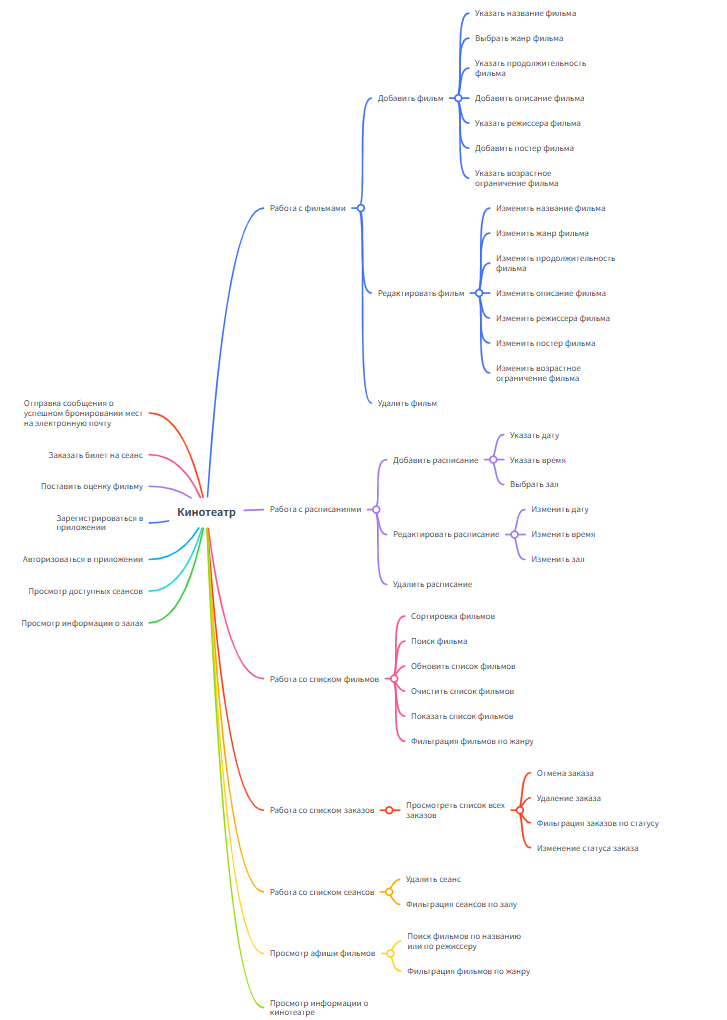 Кинотеатр
Работа с фильмами
Добавить фильм
Указать название фильма
Выбрать жанр фильма
Указать продолжительность
фильма
Добавить описание фильма
Указать режиссера фильма
Добавить постер фильма
Указать возрастное
ограничение фильма
Редактировать фильм
Изменить название фильма
Изменить жанр фильма
Изменить продолжительность
фильма
Изменить описание фильма
Изменить режиссера фильма
Изменить постер фильма
Изменить возрастное
ограничение фильма
Удалить фильм
Работа с расписаниями
Добавить расписание
Указать дату
Указать время
Выбрать зал
Редактировать расписание
Изменить дату
Изменить время
Изменить зал
Удалить расписание
Работа со списком фильмов
Сортировка фильмов
Поиск фильма
Обновить список фильмов
Очистить список фильмов
Показать список фильмов
Фильтрация фильмов по жанру
Работа со списком заказов
Просмотреть список всех
заказов
Отмена заказа
Удаление заказа
Фильтрация заказов по статусу
Изменение статуса заказа
Работа со списком сеансов
Удалить сеанс
Фильтрация сеансов по залу
Просмотр афиши фильмов
Поиск фильмов по названию
или по режиссеру
Фильтрация фильмов по жанру
Просмотр информации о
кинотеатре
Отправка сообщения о
успешном бронировании мест
на электронную почту
Заказать билет на сеанс
Поставить оценку фильму
Зарегистрироваться в
приложении
Авторизоваться в приложении
Просмотр доступных сеансов
Просмотр информации о залах